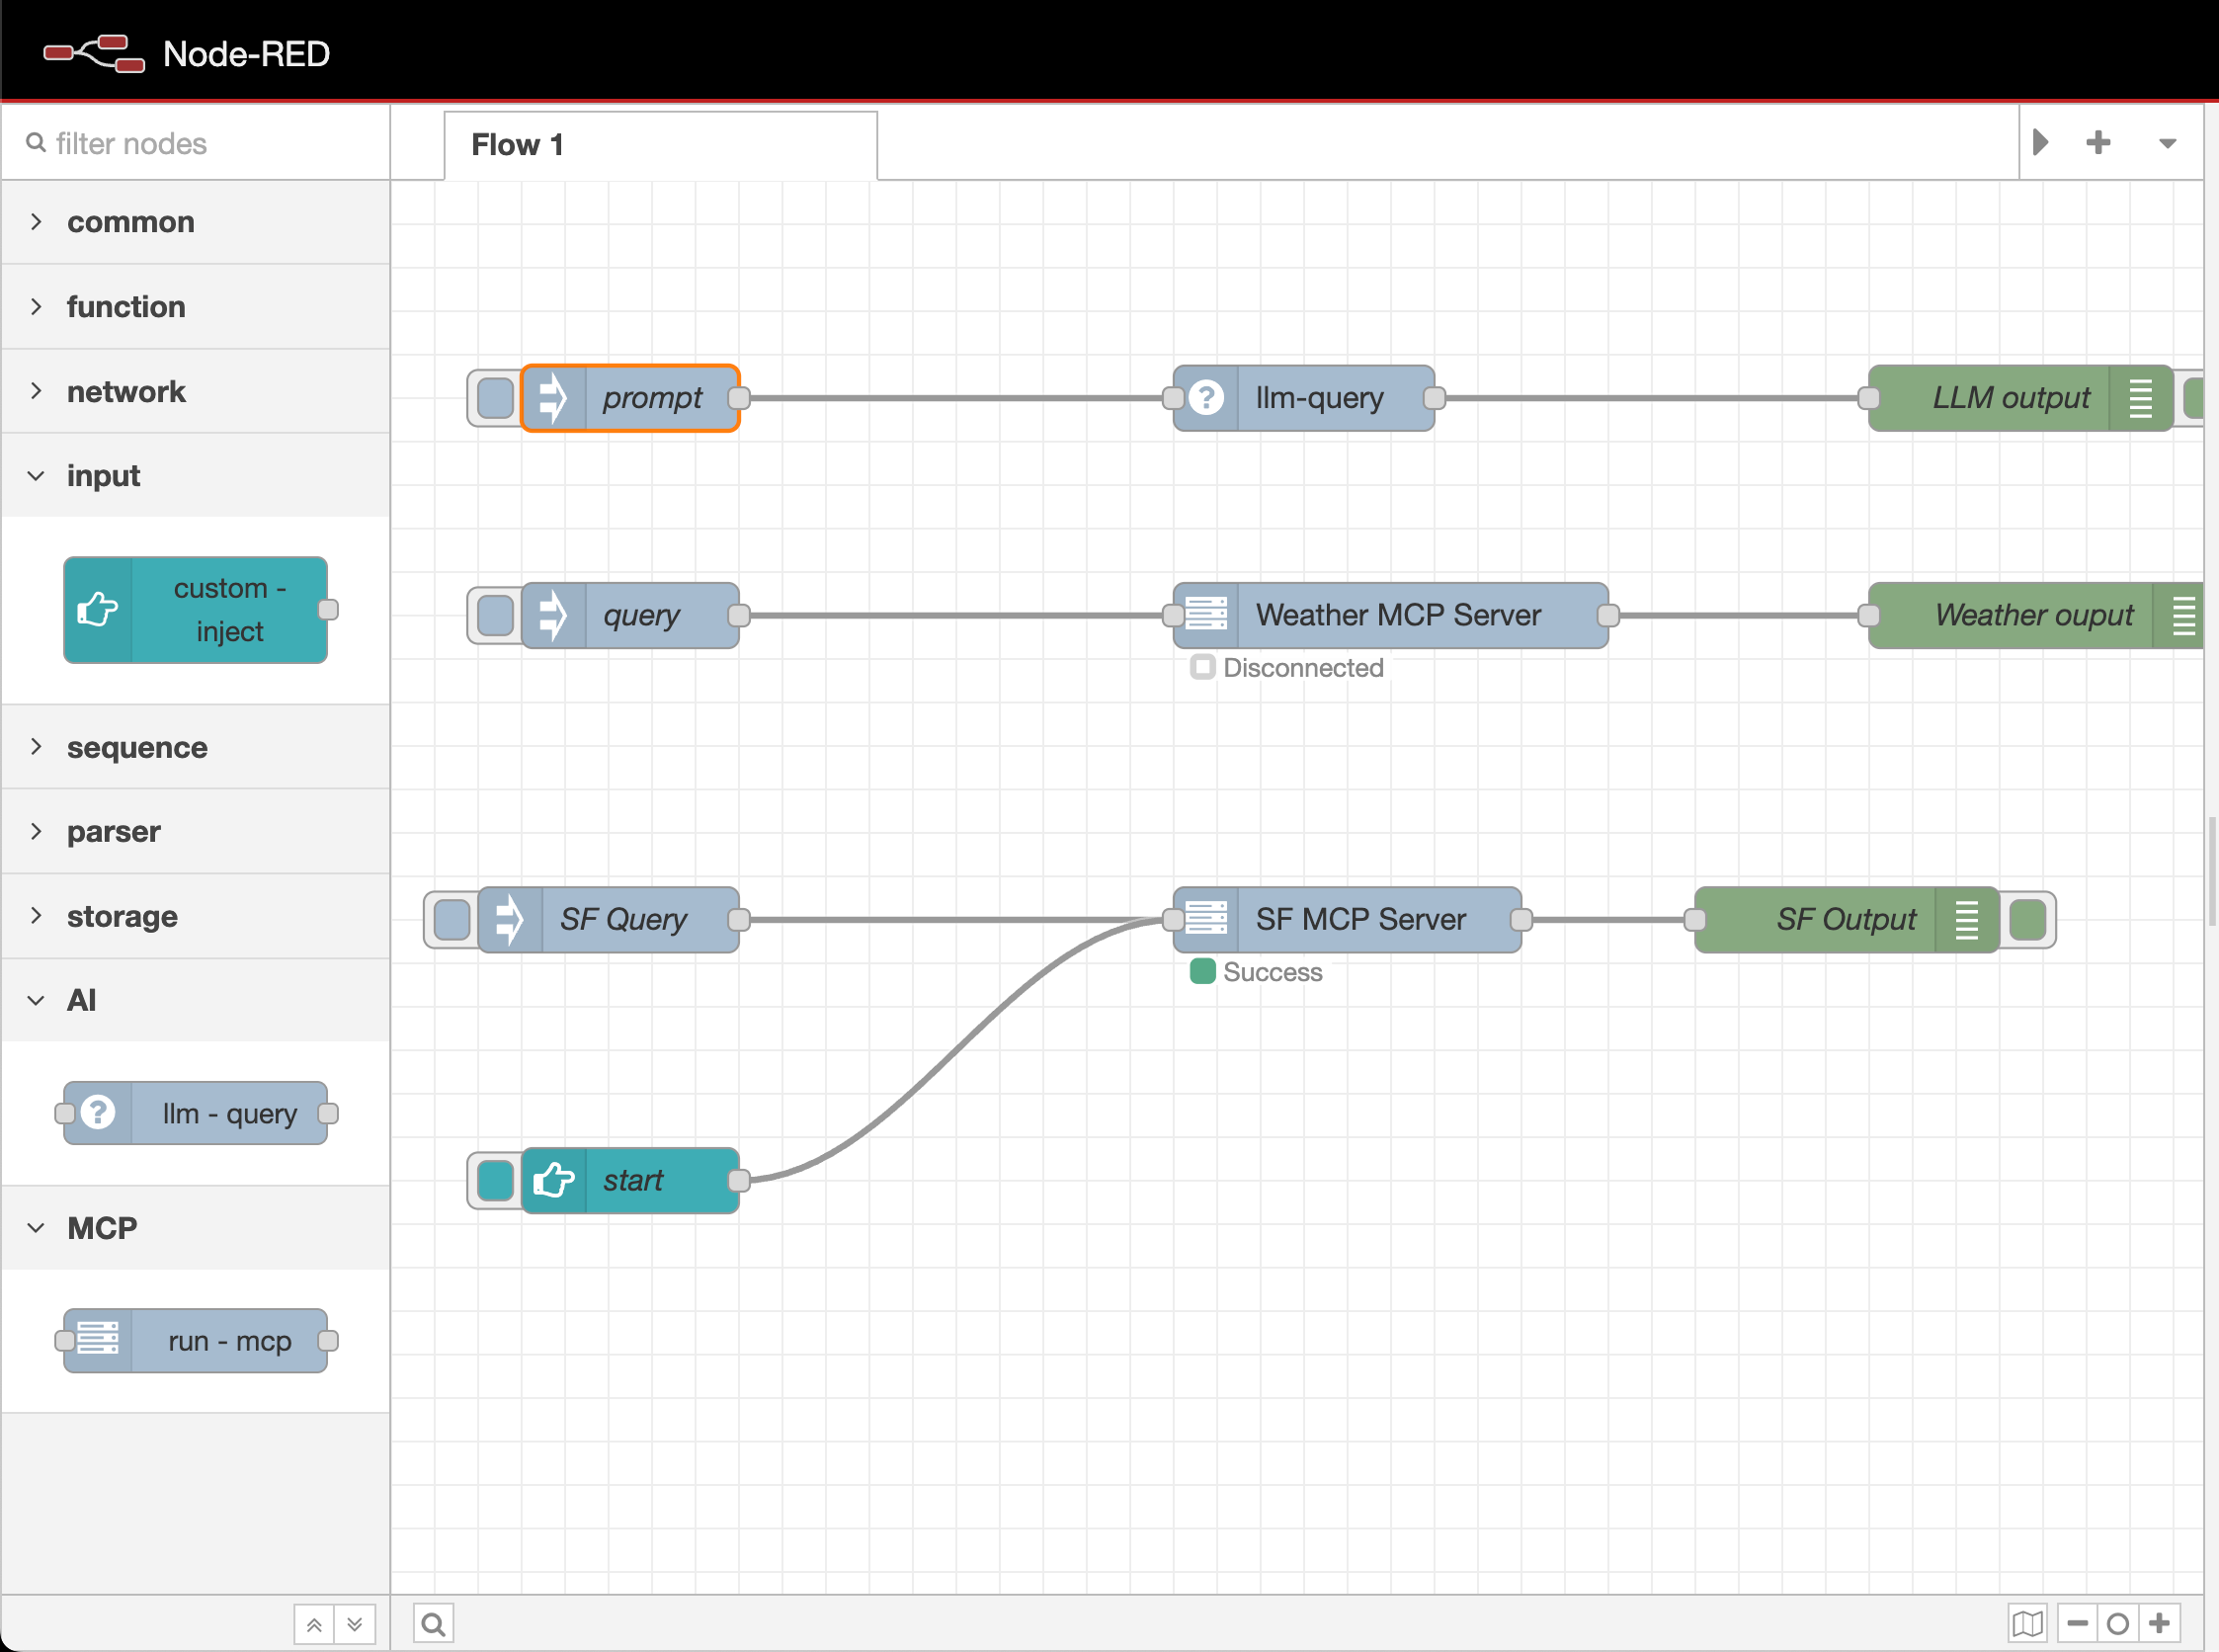 Node-RED
filter nodes
Flow 1
common
function
network
input
custom -
inject
sequence
parser
storage
AI
llm - query
MCP
run - mcp
prompt
llm-query
LLM output
query
Weather MCP Server
Weather ouput
Disconnected
SF Query
SF MCP Server
SF Output
Success
start